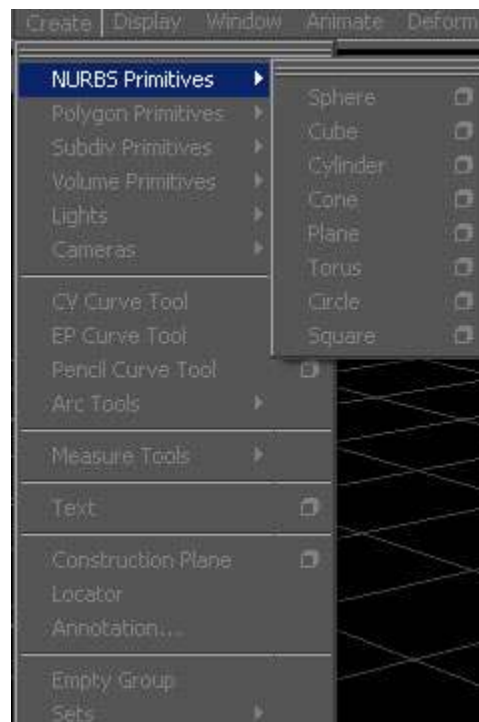 Create Display Window Animate Deform
NURBS Primitives
Polygon Primitives
Subdiv Primitives
Volume Primitives
Lights
Cameras
CV Curve Tool
EP Curve Tool
Pencil Curve Tool
Arc Tools
Measure Tools
Text
Construction Plane
Locator
Annotation...
Empty Group
Sets
Sphere
Cube
Cylinder
Cone
Plane
Torus
Circle
Square